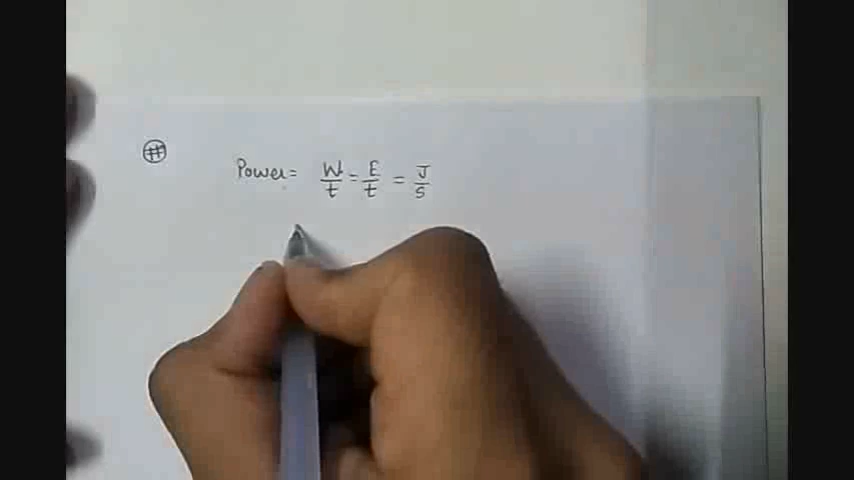 # Power = W/t = E/t = J/s